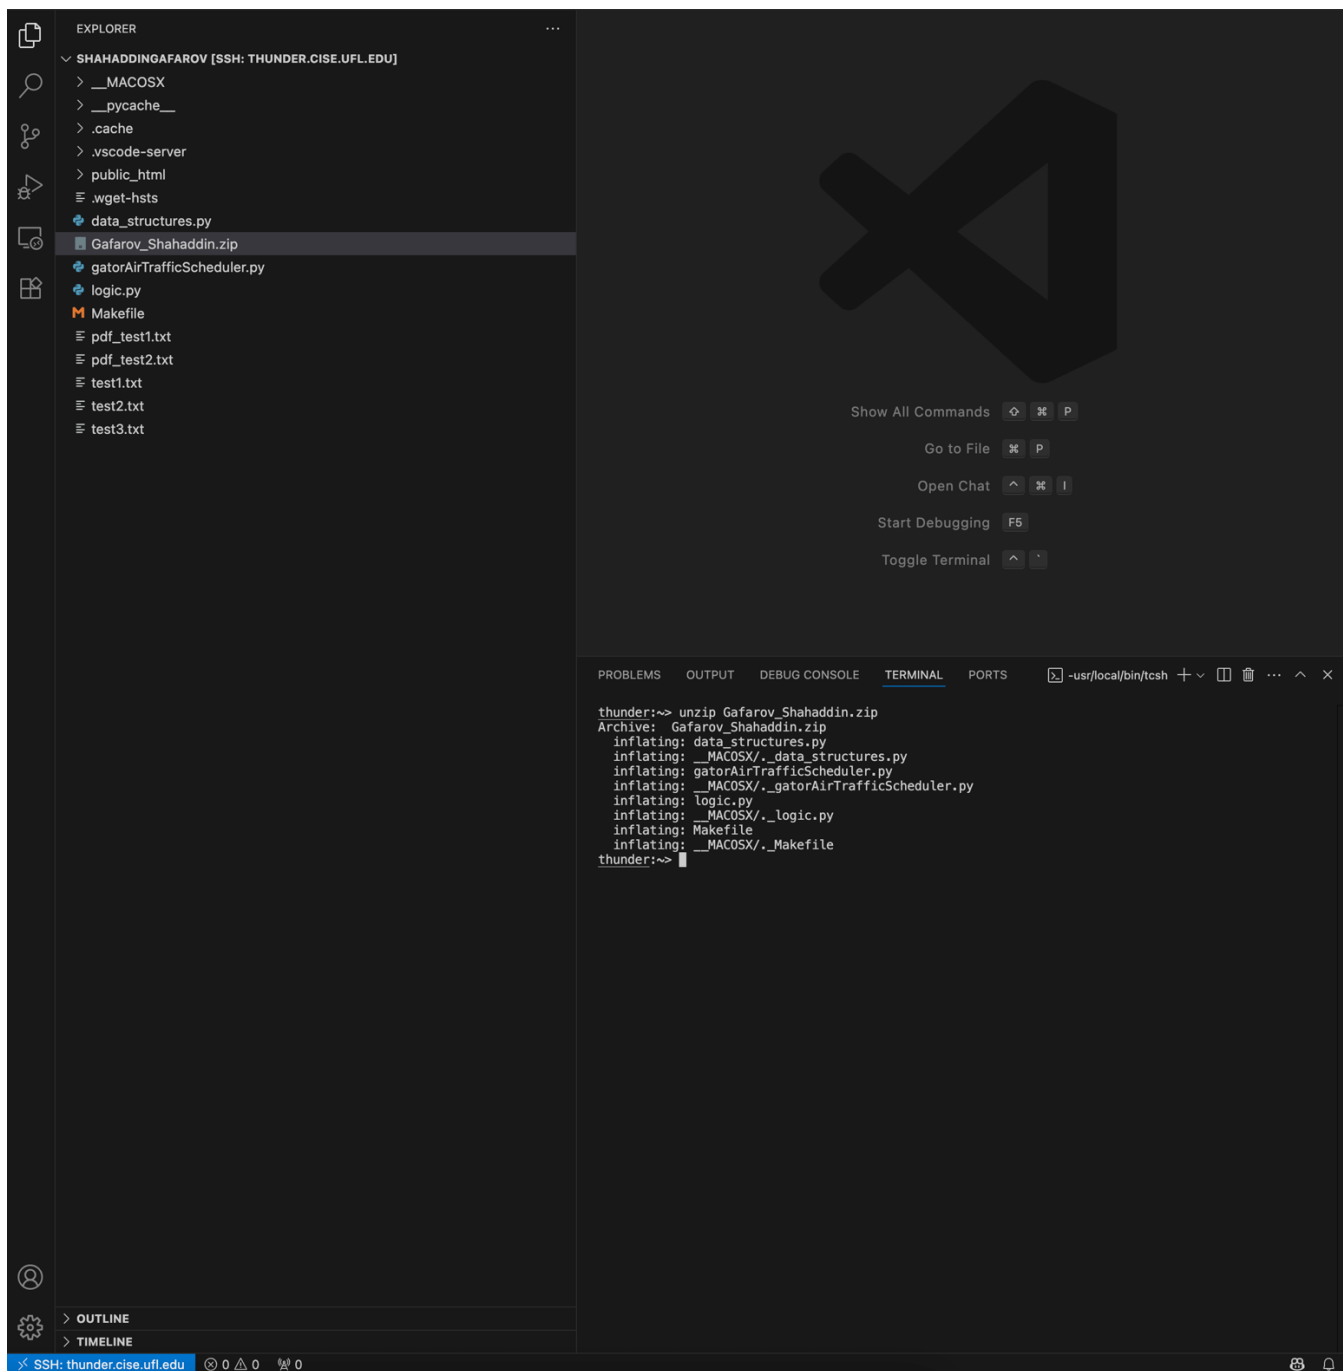 EXPLORER
SHAHADDINGAFAROV [SSH: THUNDER.CISE.UFL.EDU]
__MACOSX
__pycache__
.cache
.vscode-server
public_html
.wget-hsts
data_structures.py
Gafarov_Shahaddin.zip
gatorAirTrafficScheduler.py
logic.py
Makefile
pdf_test1.txt
pdf_test2.txt
test1.txt
test2.txt
test3.txt
OUTLINE
TIMELINE
Show All Commands ⇧ ⌘ P
Go to File ⌘ P
Open Chat ^ ⌘ I
Start Debugging F5
Toggle Terminal ^ `
PROBLEMS OUTPUT DEBUG CONSOLE TERMINAL PORTS -usr/local/bin/tcsh
thunder:~> unzip Gafarov_Shahaddin.zip
Archive:  Gafarov_Shahaddin.zip
  inflating: data_structures.py
  inflating: __MACOSX/._data_structures.py
  inflating: gatorAirTrafficScheduler.py
  inflating: __MACOSX/._gatorAirTrafficScheduler.py
  inflating: logic.py
  inflating: __MACOSX/._logic.py
  inflating: Makefile
  inflating: __MACOSX/._Makefile
thunder:~>
SSH: thunder.cise.ufl.edu 0 0 0